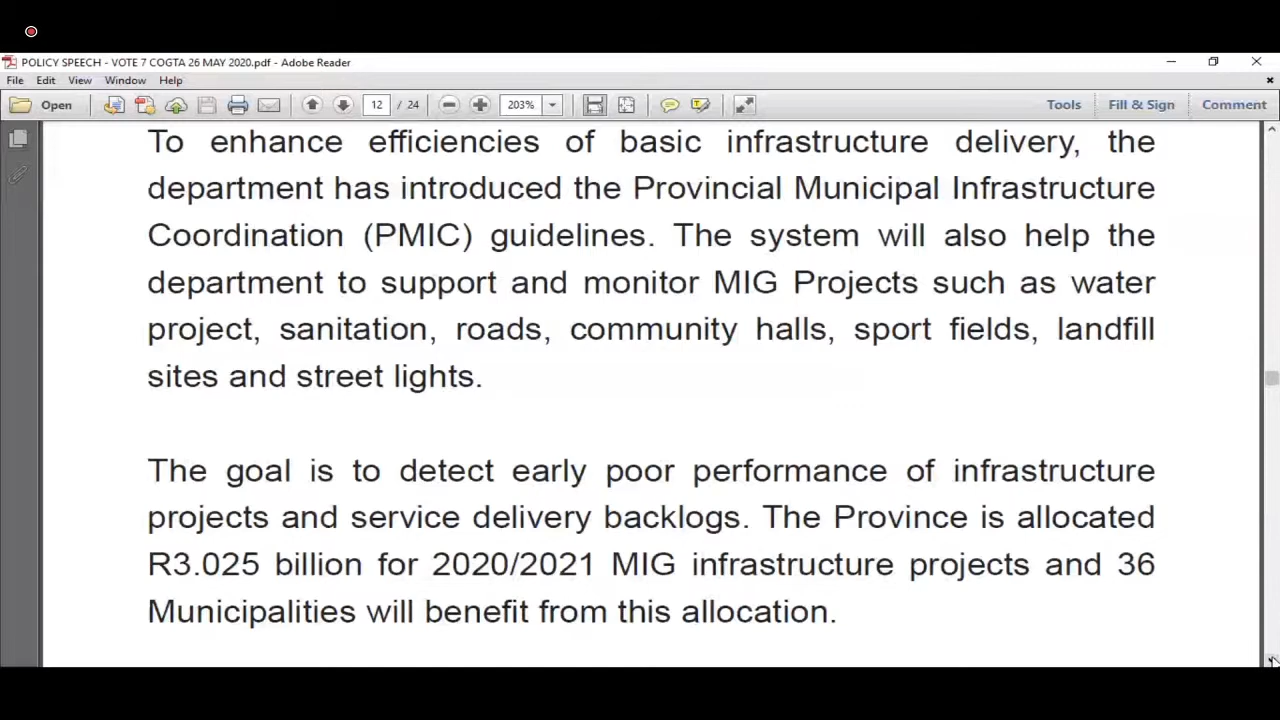 POLICY SPEECH - VOTE 7 COGTA 26 MAY 2020.pdf - Adobe Reader
File Edit View Window Help
Open 12 / 24 203% Tools Fill & Sign Comment
To enhance efficiencies of basic infrastructure delivery, the
department has introduced the Provincial Municipal Infrastructure
Coordination (PMIC) guidelines. The system will also help the
department to support and monitor MIG Projects such as water
project, sanitation, roads, community halls, sport fields, landfill
sites and street lights.
The goal is to detect early poor performance of infrastructure
projects and service delivery backlogs. The Province is allocated
R3.025 billion for 2020/2021 MIG infrastructure projects and 36
Municipalities will benefit from this allocation.